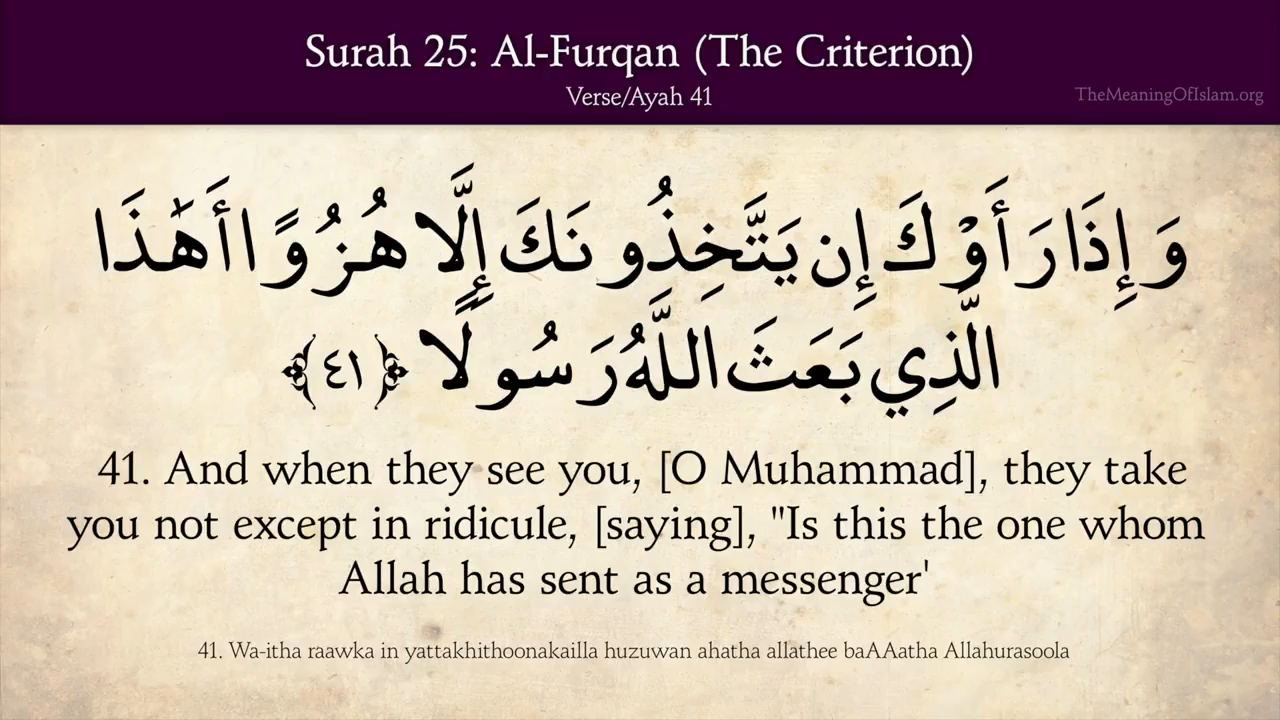 Surah 25: Al-Furqan (The Criterion)
Verse/Ayah 41
TheMeaningOfIslam.org
وَإِذَا رَأَوْكَ إِن يَتَّخِذُونَكَ إِلَّا هُزُوًا أَهَٰذَا
الَّذِي بَعَثَ اللَّهُ رَسُولًا ﴿٤١﴾
41. And when they see you, [O Muhammad], they take
you not except in ridicule, [saying], "Is this the one whom
Allah has sent as a messenger'
41. Wa-itha raawka in yattakhithoonakailla huzuwan ahatha allathee baAAatha Allahurasoola